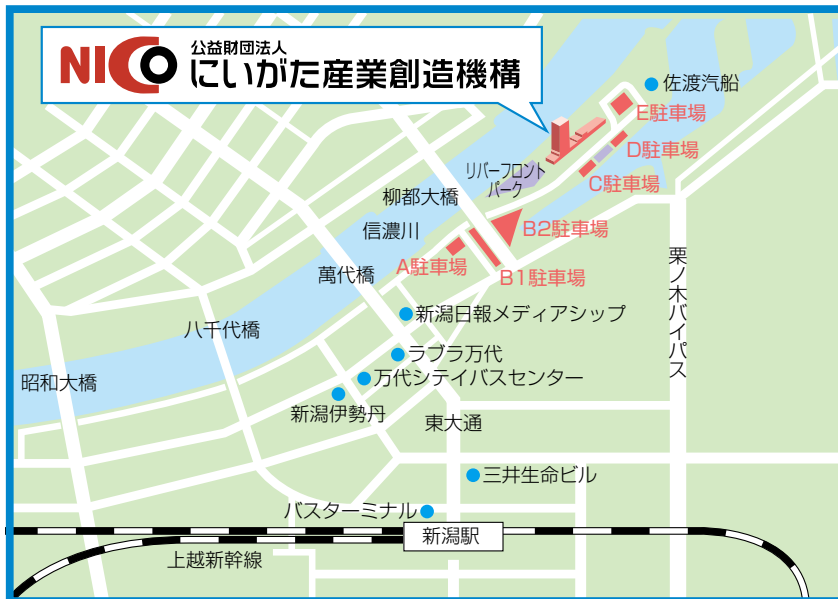 NICO
公益財団法人
にいがた産業創造機構
佐渡汽船
E駐車場
D駐車場
リバーフロント
パーク
C駐車場
柳都大橋
信濃川
B2駐車場
A駐車場
B1駐車場
萬代橋
栗ノ木バイパス
新潟日報メディアシップ
八千代橋
ラブラ万代
昭和大橋
万代シテイバスセンター
新潟伊勢丹
東大通
三井生命ビル
バスターミナル
新潟駅
上越新幹線